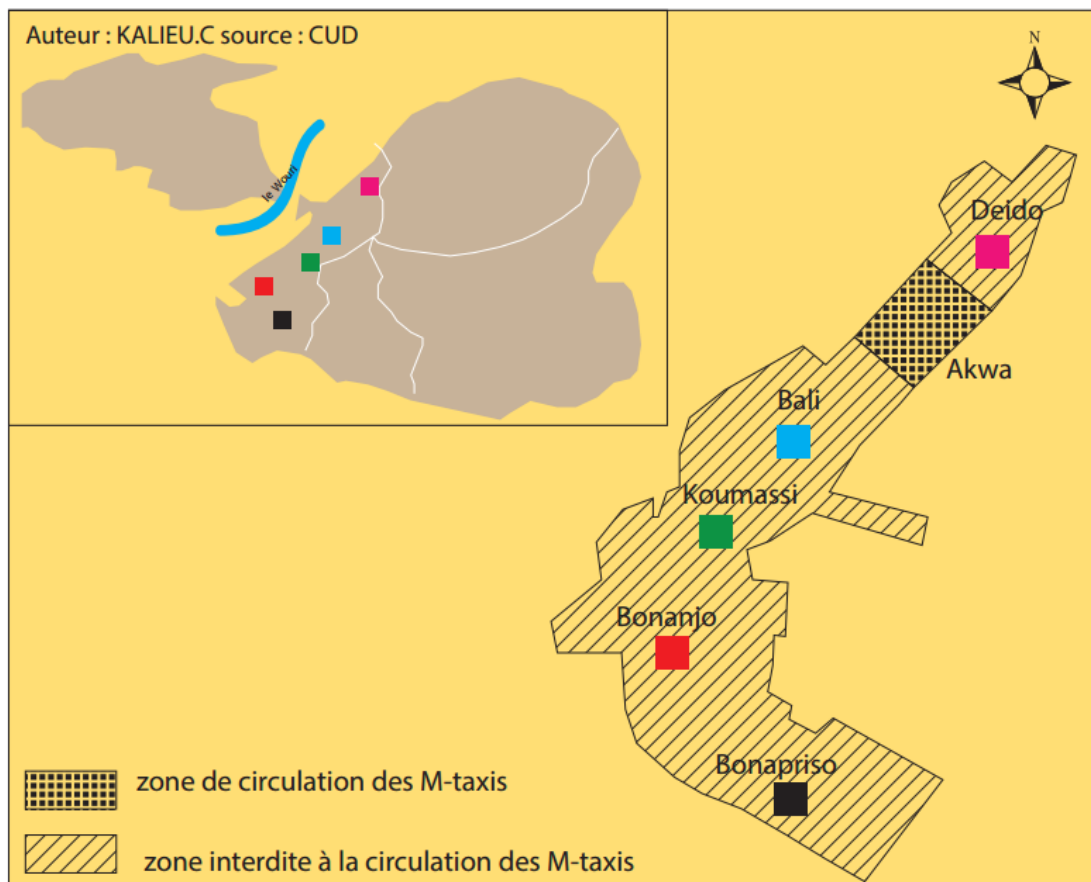 Auteur : KALIEU.C source : CUD
N
le Wouri
Deido
Akwa
Bali
Koumassi
Bonanjo
Bonapriso
zone de circulation des M-taxis
zone interdite à la circulation des M-taxis